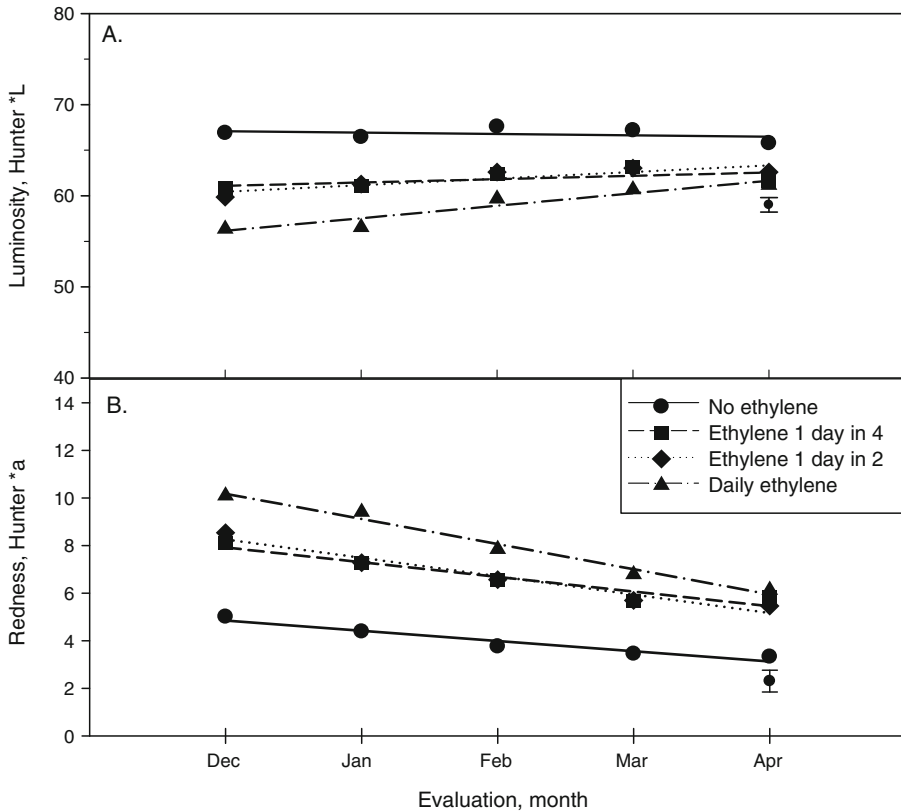 A.
80
70
60
50
40
Luminosity, Hunter *L
B.
14
12
10
8
6
4
2
0
Redness, Hunter *a
No ethylene
Ethylene 1 day in 4
Ethylene 1 day in 2
Daily ethylene
Dec Jan Feb Mar Apr
Evaluation, month